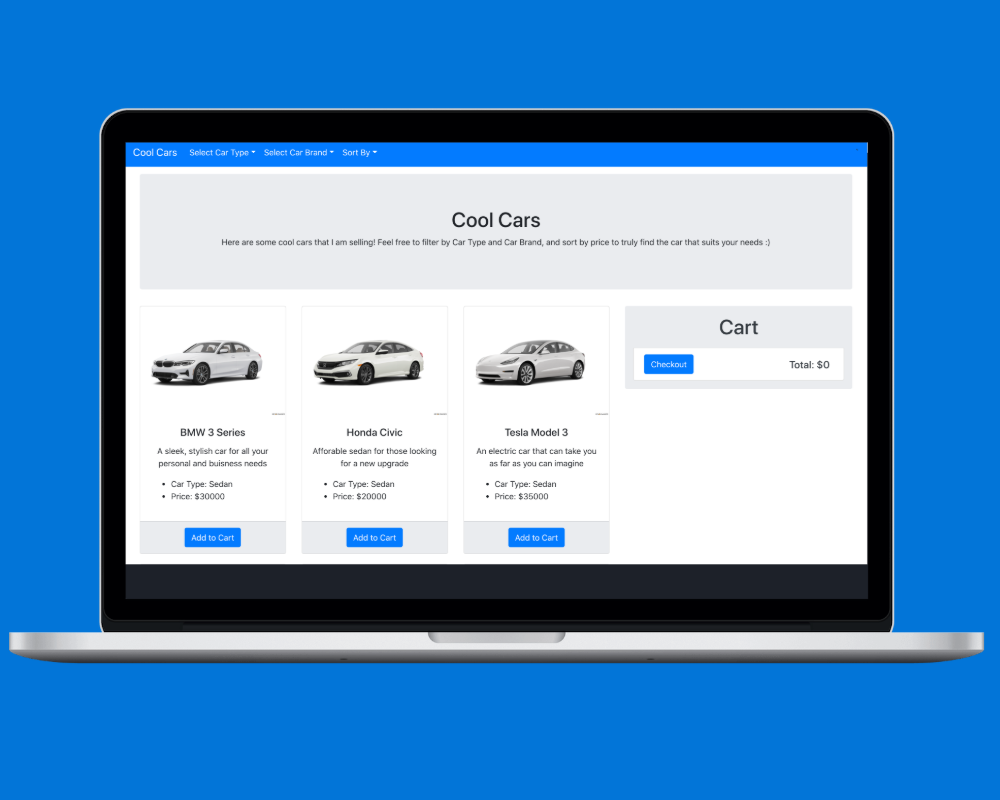 Cool Cars Select Car Type Select Car Brand Sort By
Cool Cars
Here are some cool cars that I am selling! Feel free to filter by Car Type and Car Brand, and sort by price to truly find the car that suits your needs :)
BMW 3 Series
A sleek, stylish car for all your
personal and buisness needs
• Car Type: Sedan
• Price: $30000
Add to Cart
Honda Civic
Afforable sedan for those looking
for a new upgrade
• Car Type: Sedan
• Price: $20000
Add to Cart
Tesla Model 3
An electric car that can take you
as far as you can imagine
• Car Type: Sedan
• Price: $35000
Add to Cart
Cart
Checkout Total: $0